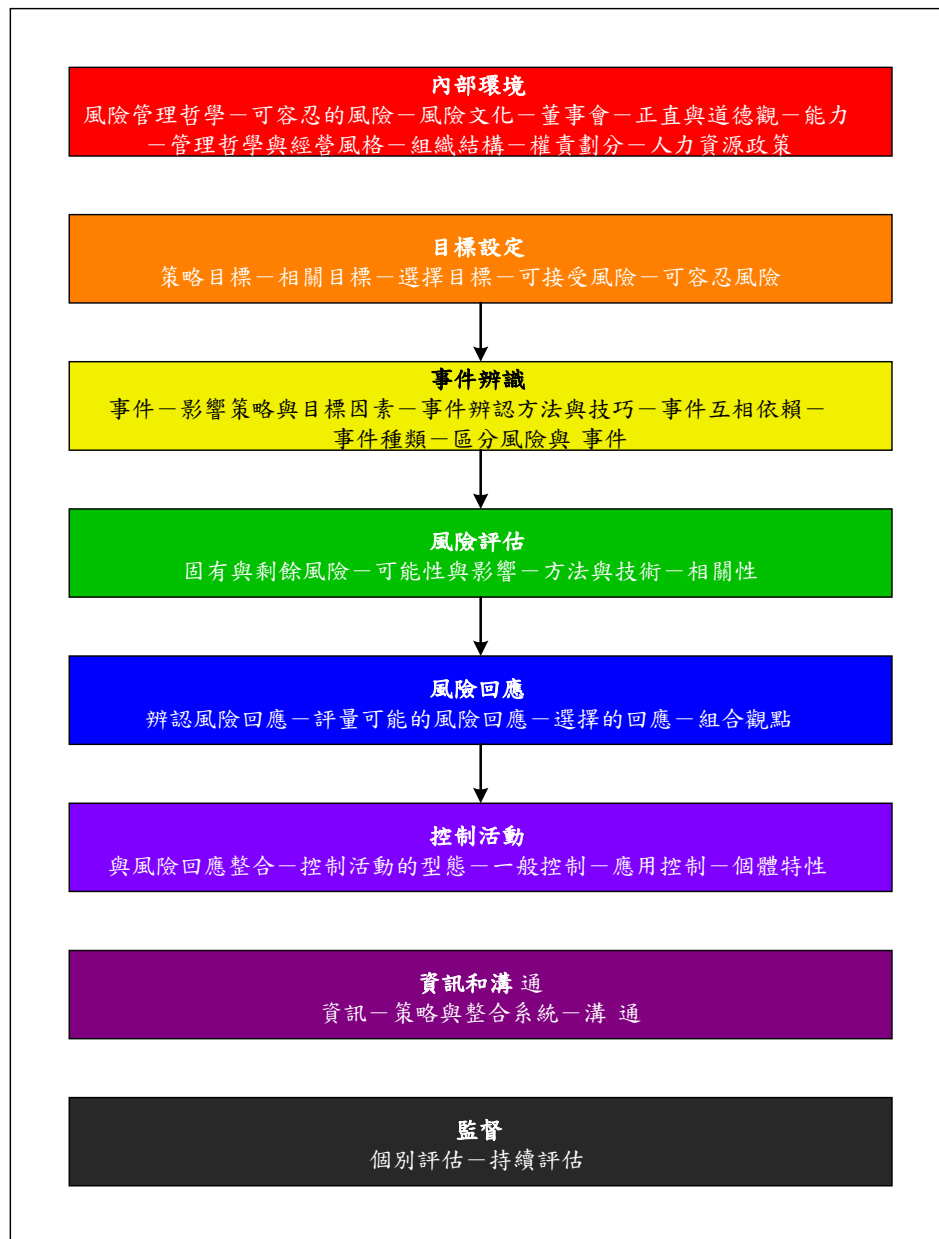 內部環境
風險管理哲學－可容忍的風險－風險文化－董事會－正直與道德觀－能力
－管理哲學與經營風格－組織結構－權責劃分－人力資源政策
目標設定
策略目標－相關目標－選擇目標－可接受風險－可容忍風險
事件辨識
事件－影響策略與目標因素－事件辨認方法與技巧－事件互相依賴－
事件種類－區分風險與 事件
風險評估
固有與剩餘風險－可能性與影響－方法與技術－相關性
風險回應
辨認風險回應－評量可能的風險回應－選擇的回應－組合觀點
控制活動
與風險回應整合－控制活動的型態－一般控制－應用控制－個體特性
資訊和溝 通
資訊－策略與整合系統－溝 通
監督
個別評估－持續評估